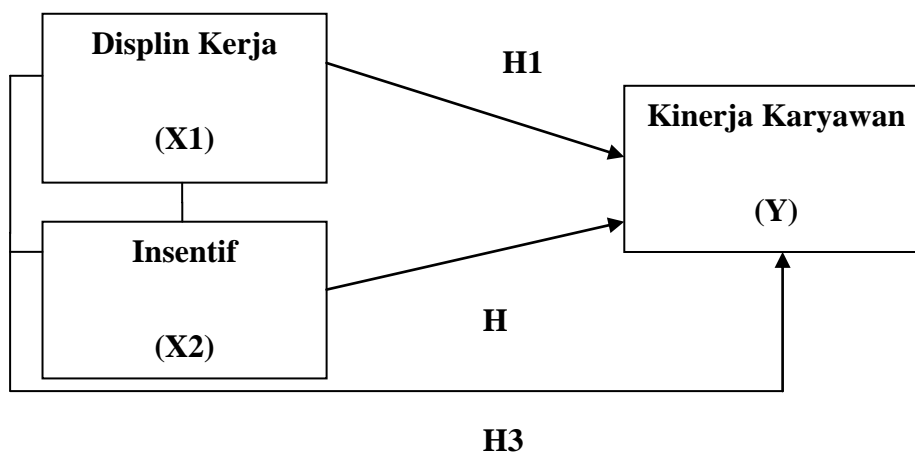 Displin Kerja
(X1)
H1
Kinerja Karyawan
(Y)
Insentif
(X2)
H
H3